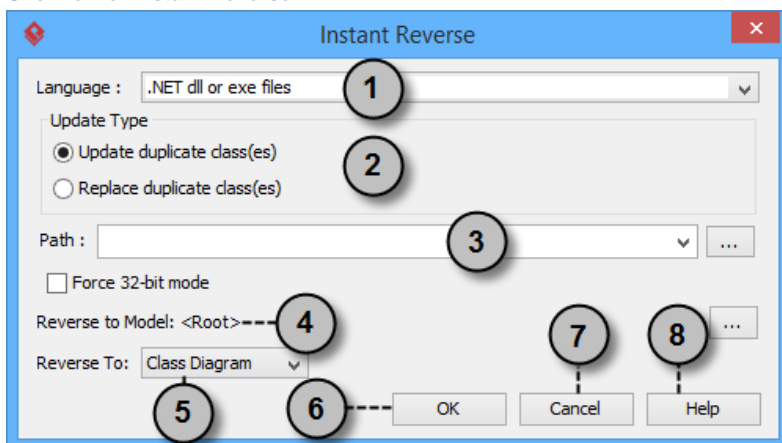 Instant Reverse
Language : .NET dll or exe files 1
Update Type
Update duplicate class(es)
2
Replace duplicate class(es)
Path : 3 ...
Force 32-bit mode
Reverse to Model: <Root> 4 ...
7 8
Reverse To: Class Diagram
5 6 OK Cancel Help